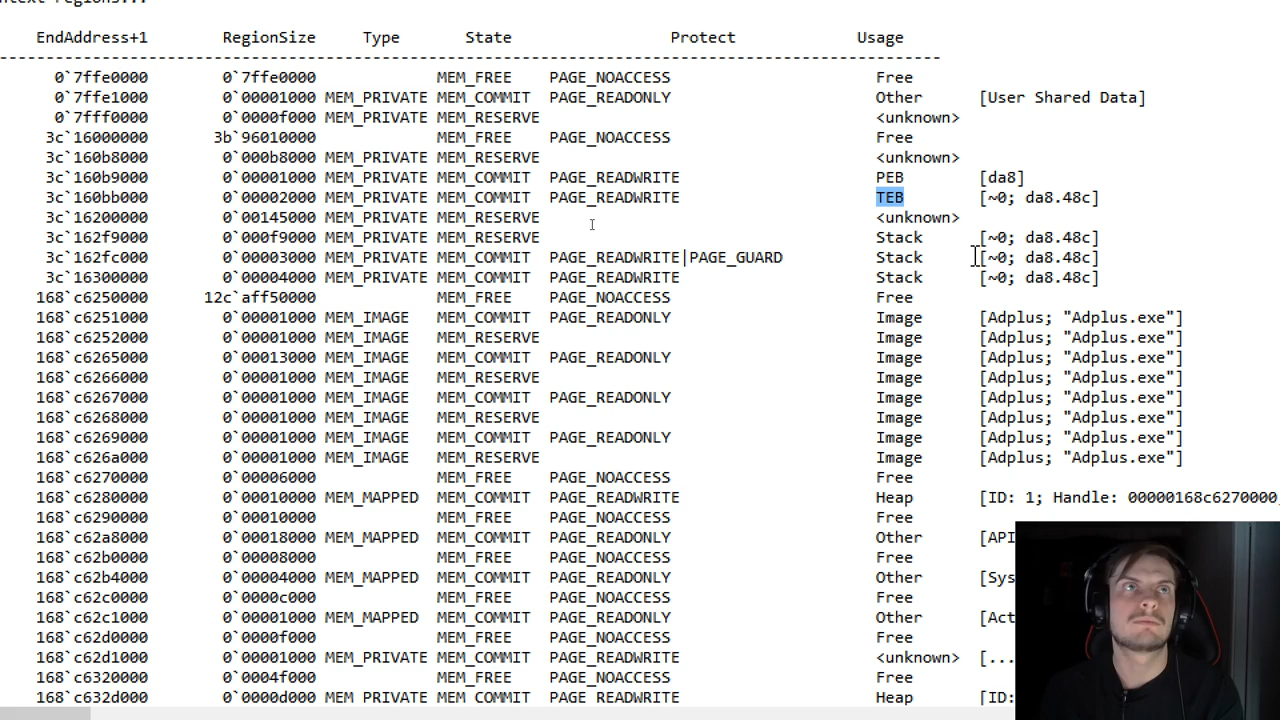 ntext regions...
EndAddress+1 RegionSize Type State Protect Usage
--------------------------------------------------------------------------------------------------
0`7ffe0000 0`7ffe0000 MEM_FREE PAGE_NOACCESS Free
0`7ffe1000 0`00001000 MEM_PRIVATE MEM_COMMIT PAGE_READONLY Other [User Shared Data]
0`7fff0000 0`0000f000 MEM_PRIVATE MEM_RESERVE <unknown>
3c`16000000 3b`96010000 MEM_FREE PAGE_NOACCESS Free
3c`160b8000 0`000b8000 MEM_PRIVATE MEM_RESERVE <unknown>
3c`160b9000 0`00001000 MEM_PRIVATE MEM_COMMIT PAGE_READWRITE PEB [da8]
3c`160bb000 0`00002000 MEM_PRIVATE MEM_COMMIT PAGE_READWRITE TEB [~0; da8.48c]
3c`16200000 0`00145000 MEM_PRIVATE MEM_RESERVE <unknown>
3c`162f9000 0`000f9000 MEM_PRIVATE MEM_RESERVE Stack [~0; da8.48c]
3c`162fc000 0`00003000 MEM_PRIVATE MEM_COMMIT PAGE_READWRITE|PAGE_GUARD Stack [~0; da8.48c]
3c`16300000 0`00004000 MEM_PRIVATE MEM_COMMIT PAGE_READWRITE Stack [~0; da8.48c]
168`c6250000 12c`aff50000 MEM_FREE PAGE_NOACCESS Free
168`c6251000 0`00001000 MEM_IMAGE MEM_COMMIT PAGE_READONLY Image [Adplus; "Adplus.exe"]
168`c6252000 0`00001000 MEM_IMAGE MEM_RESERVE Image [Adplus; "Adplus.exe"]
168`c6265000 0`00013000 MEM_IMAGE MEM_COMMIT PAGE_READONLY Image [Adplus; "Adplus.exe"]
168`c6266000 0`00001000 MEM_IMAGE MEM_RESERVE Image [Adplus; "Adplus.exe"]
168`c6267000 0`00001000 MEM_IMAGE MEM_COMMIT PAGE_READONLY Image [Adplus; "Adplus.exe"]
168`c6268000 0`00001000 MEM_IMAGE MEM_RESERVE Image [Adplus; "Adplus.exe"]
168`c6269000 0`00001000 MEM_IMAGE MEM_COMMIT PAGE_READONLY Image [Adplus; "Adplus.exe"]
168`c626a000 0`00001000 MEM_IMAGE MEM_RESERVE Image [Adplus; "Adplus.exe"]
168`c6270000 0`00006000 MEM_FREE PAGE_NOACCESS Free
168`c6280000 0`00010000 MEM_MAPPED MEM_COMMIT PAGE_READWRITE Heap [ID: 1; Handle: 00000168c6270000
168`c6290000 0`00010000 MEM_FREE PAGE_NOACCESS Free
168`c62a8000 0`00018000 MEM_MAPPED MEM_COMMIT PAGE_READONLY Other [API
168`c62b0000 0`00008000 MEM_FREE PAGE_NOACCESS Free
168`c62b4000 0`00004000 MEM_MAPPED MEM_COMMIT PAGE_READONLY Other [Sys
168`c62c0000 0`0000c000 MEM_FREE PAGE_NOACCESS Free
168`c62c1000 0`00001000 MEM_MAPPED MEM_COMMIT PAGE_READONLY Other [Act
168`c62d0000 0`0000f000 MEM_FREE PAGE_NOACCESS Free
168`c62d1000 0`00001000 MEM_PRIVATE MEM_COMMIT PAGE_READWRITE <unknown> [...
168`c6320000 0`0004f000 MEM_FREE PAGE_NOACCESS Free
168`c632d000 0`0000d000 MEM_PRIVATE MEM_COMMIT PAGE_READWRITE Heap [ID: